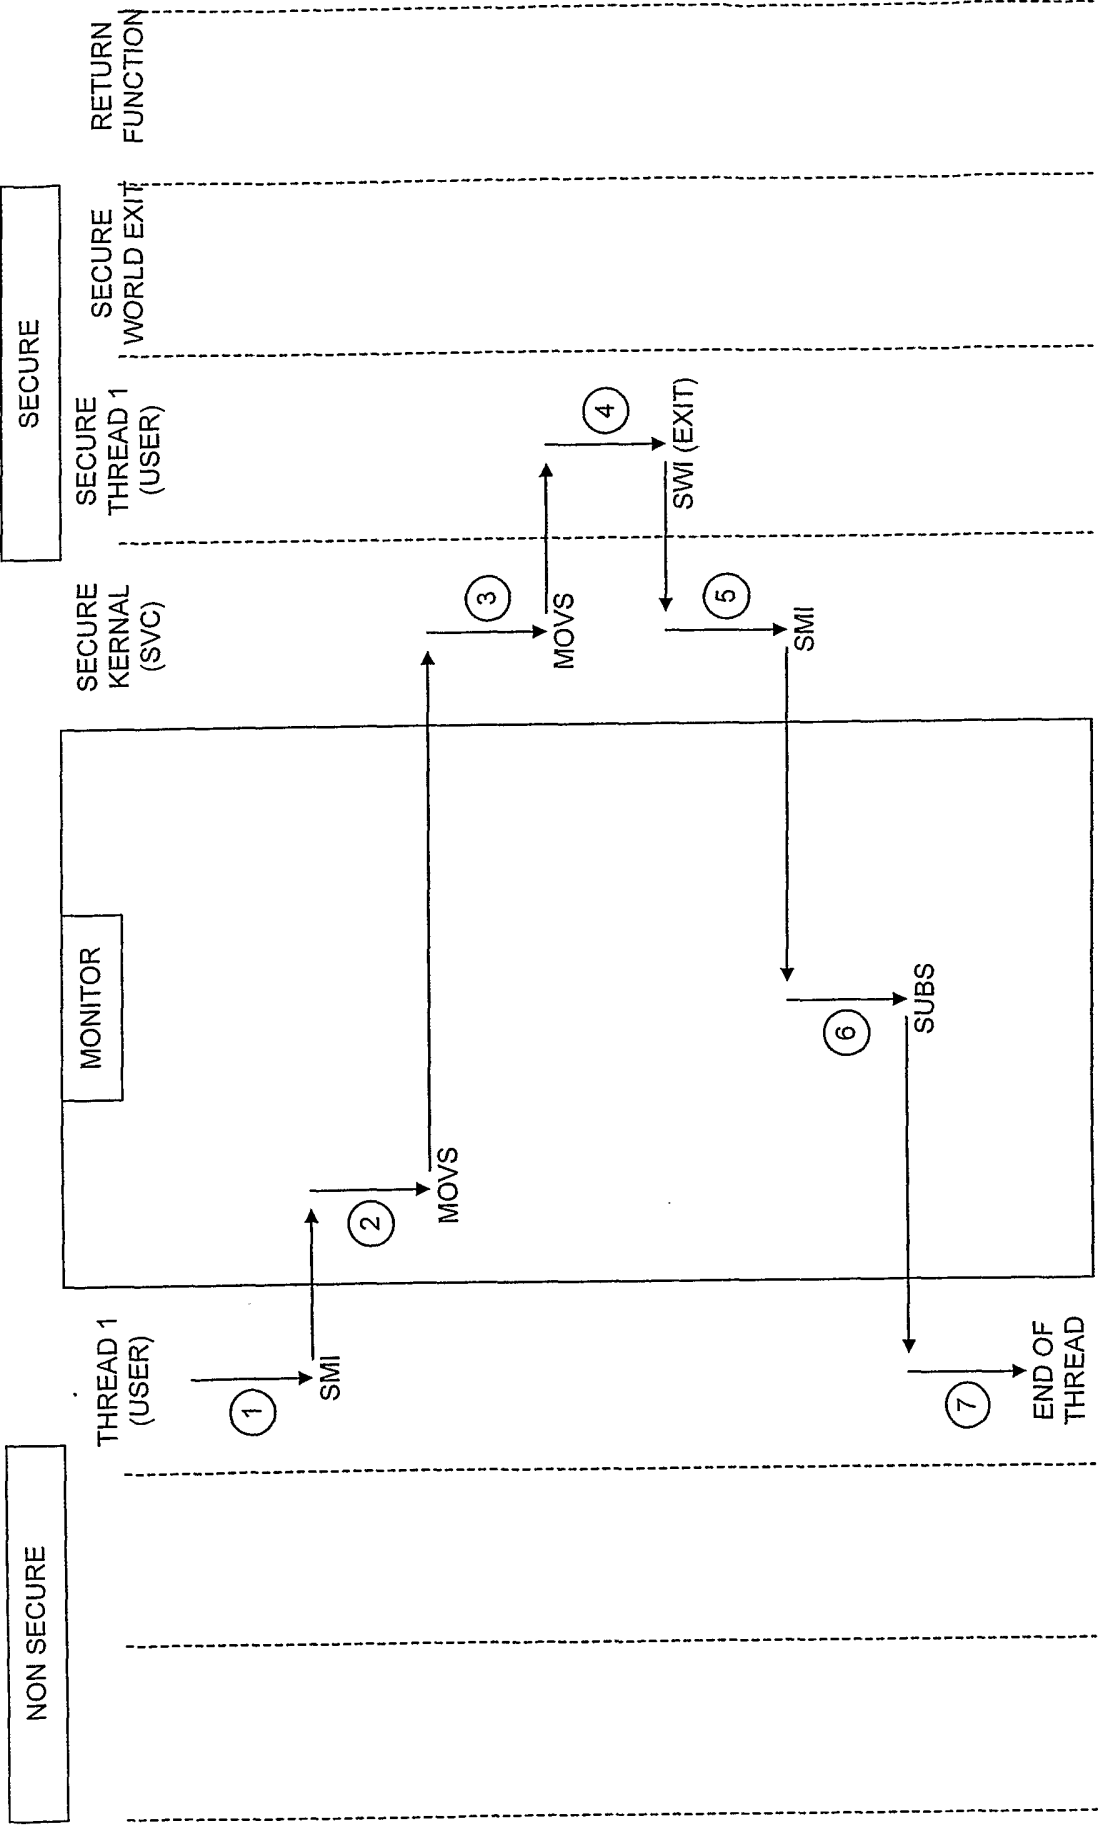 NON SECURE
MONITOR
SECURE
THREAD 1
(USER)
SECURE
KERNAL
(SVC)
SECURE
THREAD 1
(USER)
SECURE
WORLD EXIT
RETURN
FUNCTION
1
SMI
2
MOVS
3
MOVS
4
SWI (EXIT)
5
SMI
6
SUBS
7
END OF
THREAD